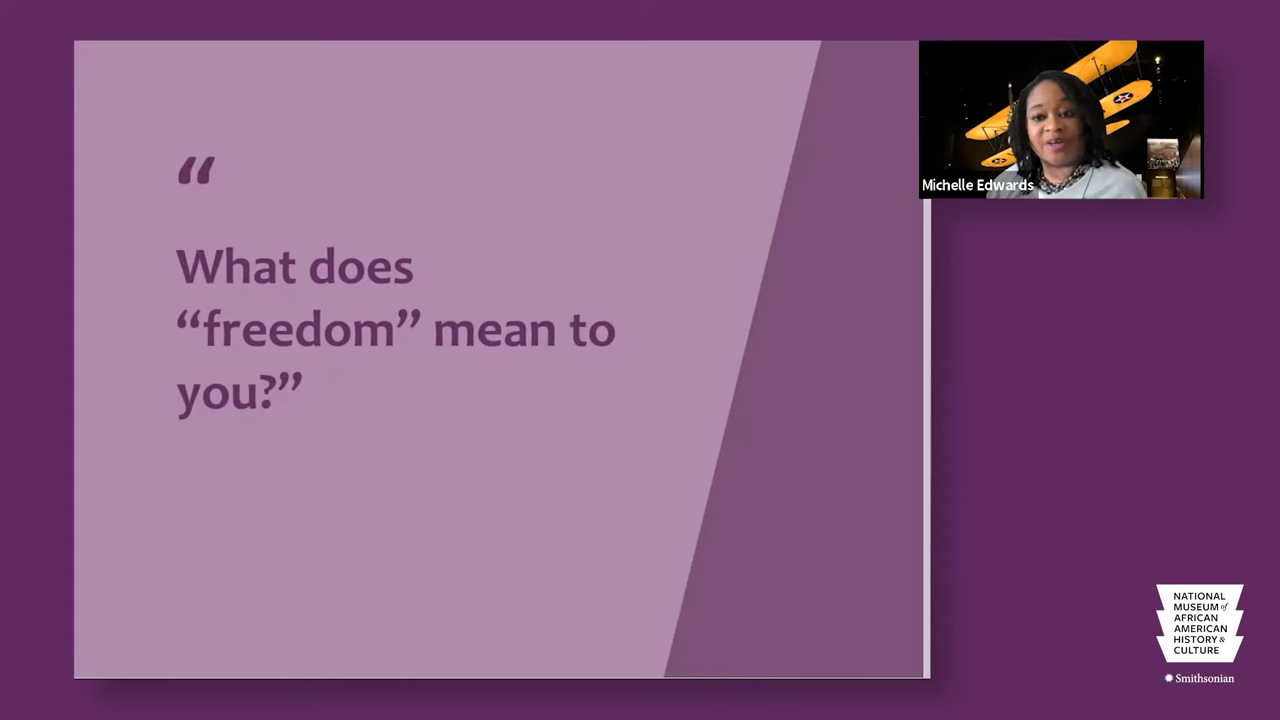 “
What does
“freedom” mean to
you?”
Michelle Edwards
NATIONAL
MUSEUM of
AFRICAN
AMERICAN
HISTORY &
CULTURE
Smithsonian